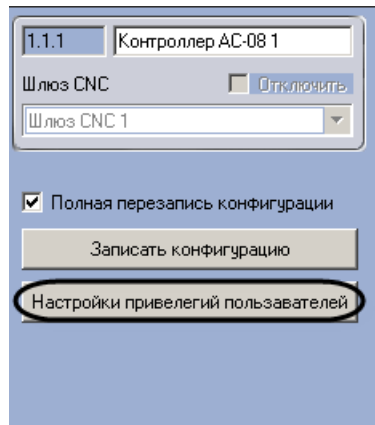 1.1.1 Контроллер АС-08 1
Шлюз CNC Отключить
Шлюз CNC 1
Полная перезапись конфигурации
Записать конфигурацию
Настройки привелегий пользавателей